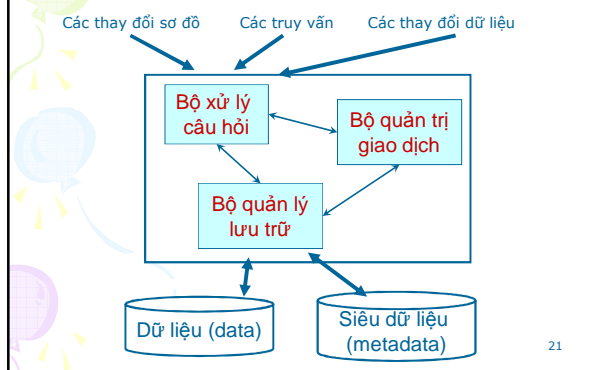 Các thay đổi sơ đồ Các truy vấn Các thay đổi dữ liệu
Bộ xử lý
câu hỏi
Bộ quản trị
giao dịch
Bộ quản lý
lưu trữ
Dữ liệu (data)
Siêu dữ liệu
(metadata)
21